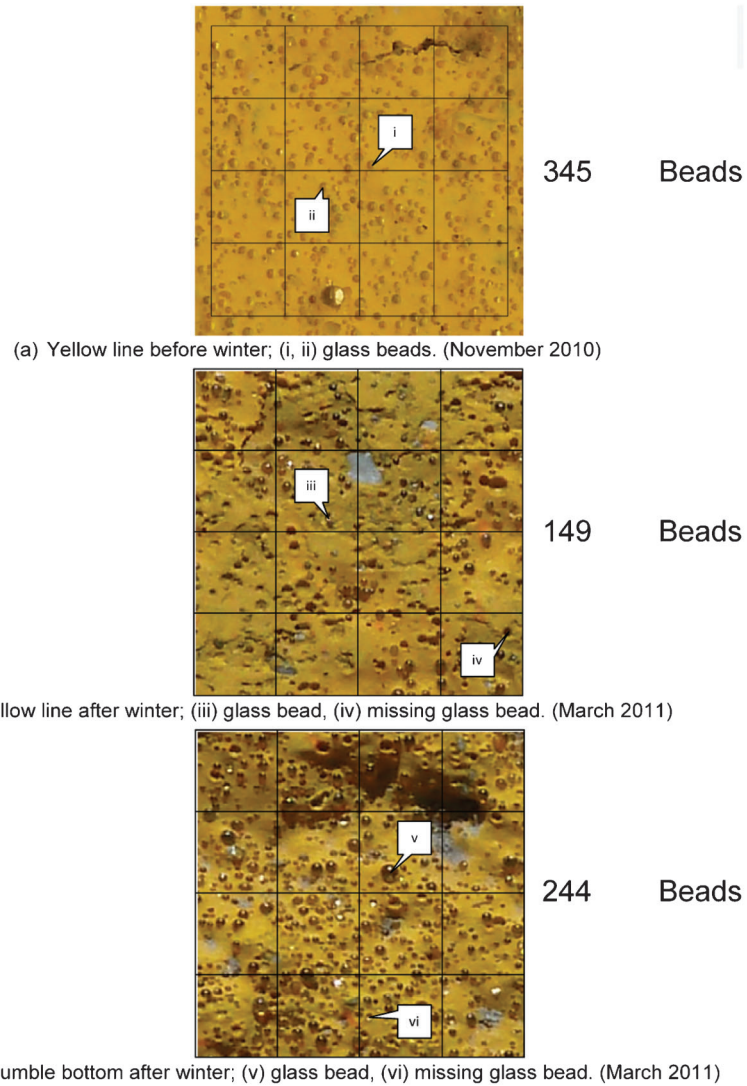 i
345 Beads
ii
(a) Yellow line before winter; (i, ii) glass beads. (November 2010)
iii
149 Beads
iv
llow line after winter; (iii) glass bead, (iv) missing glass bead. (March 2011)
v
244 Beads
vi
umble bottom after winter; (v) glass bead, (vi) missing glass bead. (March 2011)